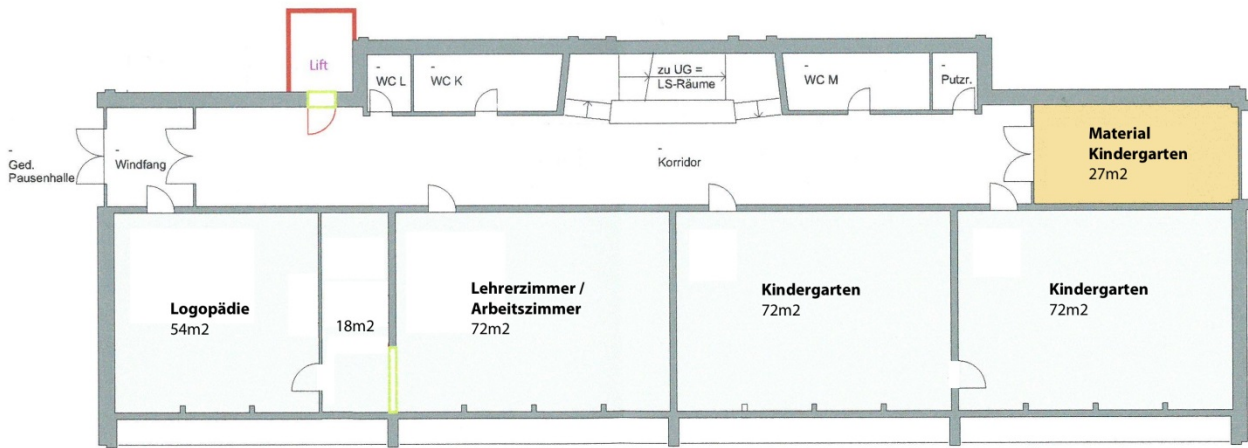 Lift
-
WC L
-
WC K
zu UG =
LS-Räume
-
WC M
-
Putzr.
-
Ged.
Pausenhalle
-
Windfang
-
Korridor
Material
Kindergarten
27m2
Logopädie
54m2
18m2
Lehrerzimmer /
Arbeitszimmer
72m2
Kindergarten
72m2
Kindergarten
72m2